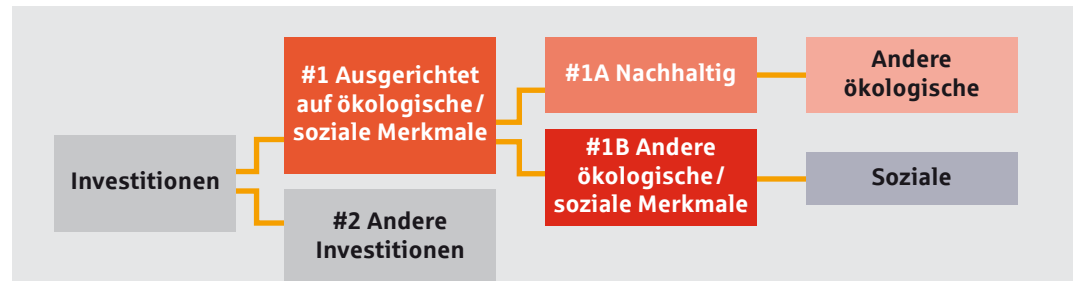 Investitionen
#1 Ausgerichtet
auf ökologische/
soziale Merkmale
#2 Andere
Investitionen
#1A Nachhaltig
#1B Andere
ökologische/
soziale Merkmale
Andere
ökologische
Soziale